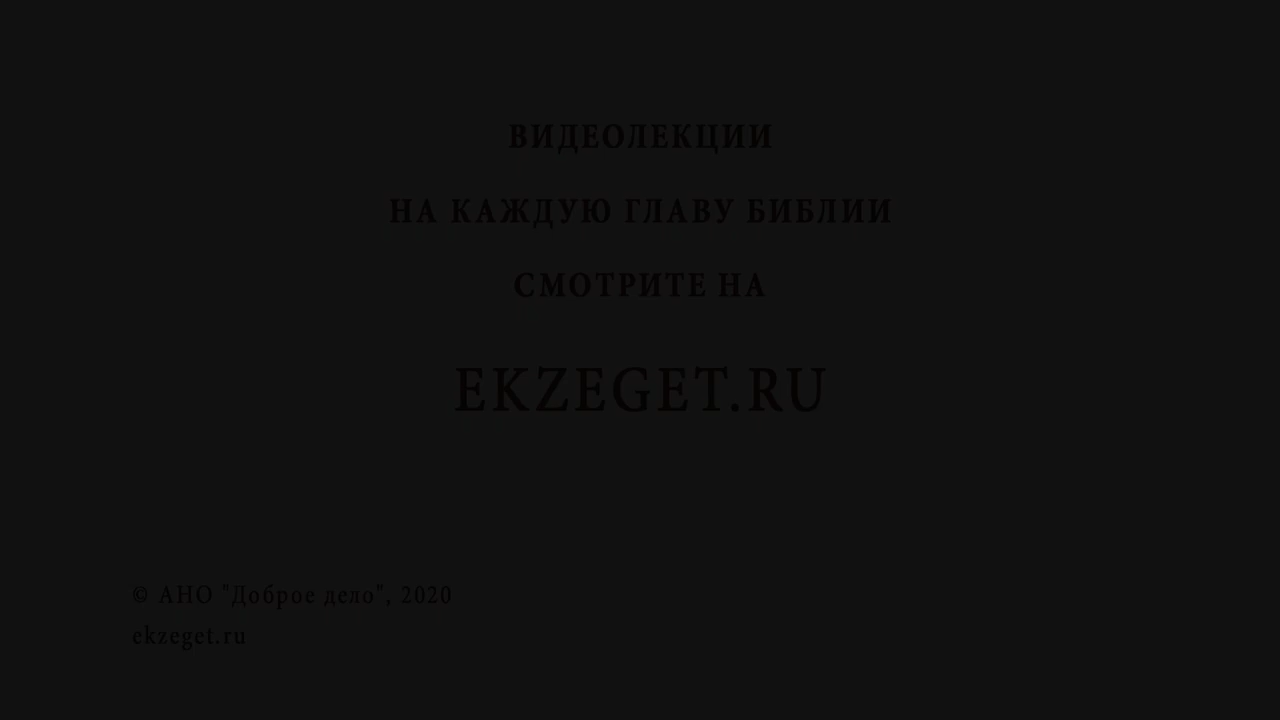 ВИДЕОЛЕКЦИИ
НА КАЖДУЮ ГЛАВУ БИБЛИИ
СМОТРИТЕ НА
EKZEGET.RU
© АНО "Доброе дело", 2020
ekzeget.ru